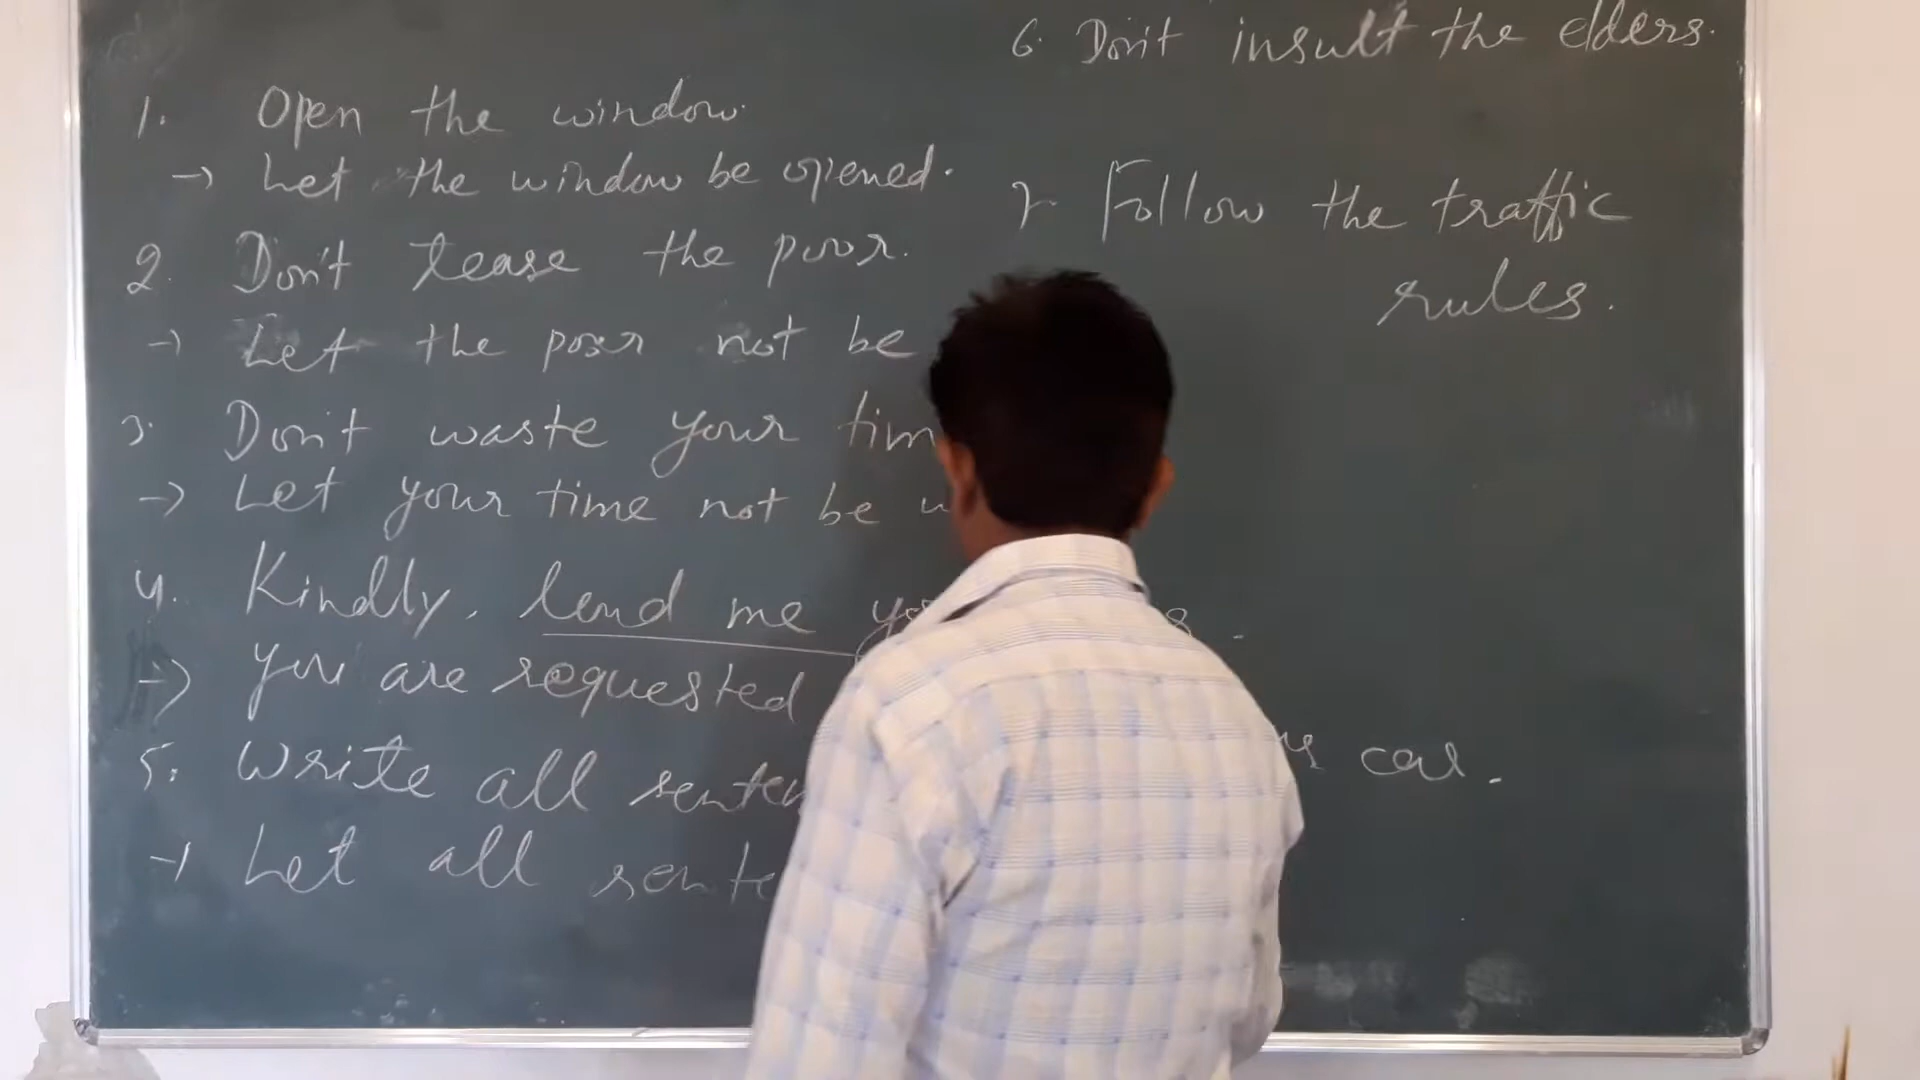 1. Open the window.
→ Let the window be opened.
2. Don't tease the poor.
→ Let the poor not be
3. Don't waste your tim
→ Let your time not be
4. Kindly, lend me
→ you are requested
5. Write all senten
→ Let all sente
car.
6. Don't insult the elders.
7. Follow the traffic
rules.